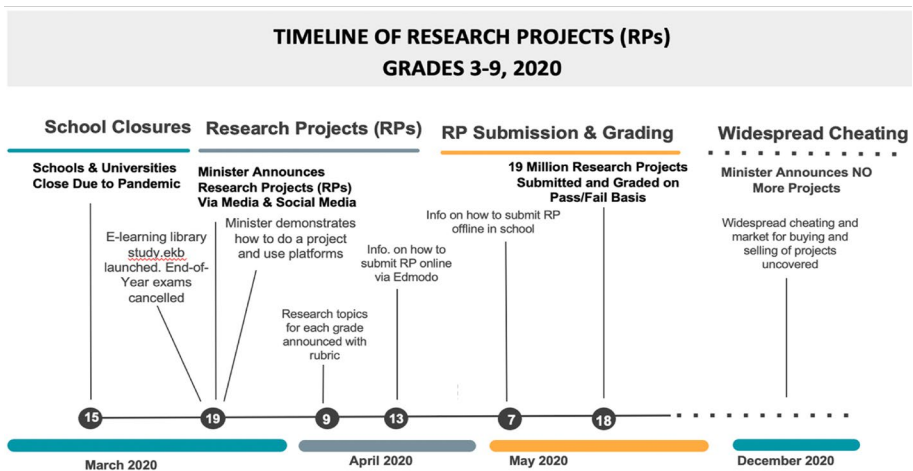 TIMELINE OF RESEARCH PROJECTS (RPs)
GRADES 3-9, 2020
School Closures
Research Projects (RPs)
RP Submission & Grading
Widespread Cheating
Schools & Universities
Close Due to Pandemic
Minister Announces
Research Projects (RPs)
Via Media & Social Media
19 Million Research Projects
Submitted and Graded on
Pass/Fail Basis
Minister Announces NO
More Projects
E-learning library
study.ekb
launched. End-of-
Year exams
cancelled
Minister demonstrates
how to do a project
and use platforms
Info. on how to
submit RP online
via Edmodo
Info on how to submit RP
offline in school
Widespread cheating and
market for buying and
selling of projects
uncovered
Research topics
for each grade
announced with
rubric
15
19
9
13
7
18
March 2020
April 2020
May 2020
December 2020